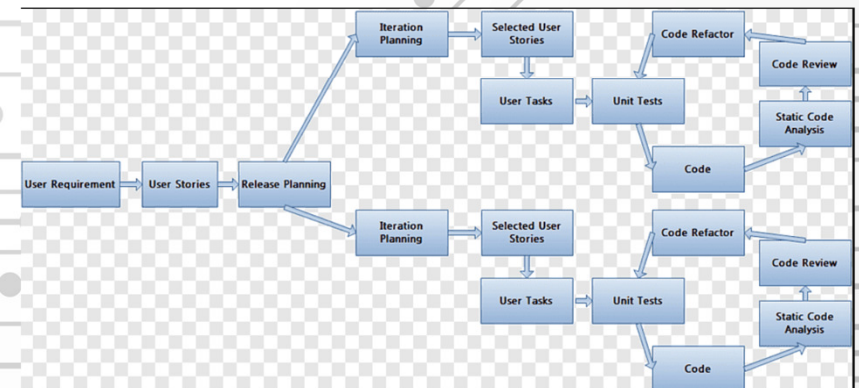 Iteration
Planning
Selected User
Stories
Code Refactor
Code Review
User Tasks
Unit Tests
Static Code
Analysis
Code
User Requirement
User Stories
Release Planning
Iteration
Planning
Selected User
Stories
Code Refactor
Code Review
User Tasks
Unit Tests
Static Code
Analysis
Code